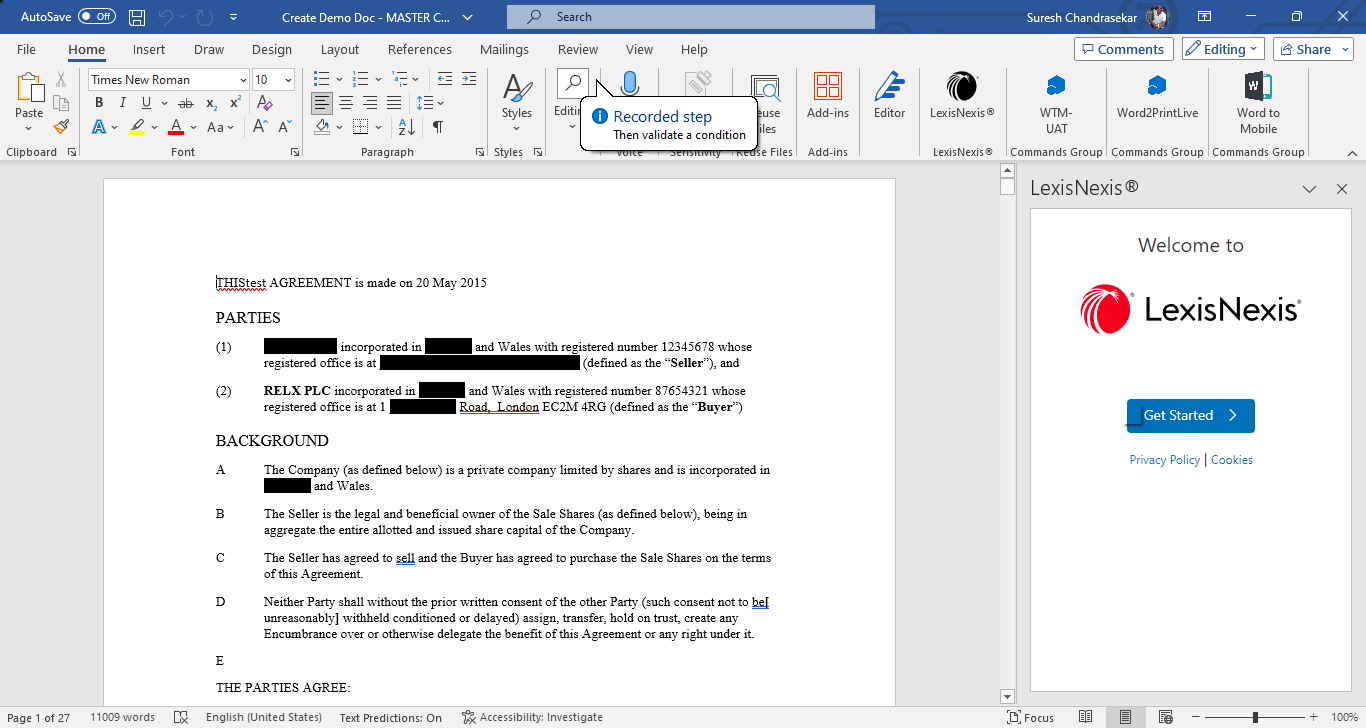 AutoSave Off Create Demo Doc - MASTER C... Search Suresh Chandrasekar
File Home Insert Draw Design Layout References Mailings Review View Help Comments Editing Share
Paste Times New Roman 10 Styles Editin Add-ins Editor LexisNexis® WTM-UAT Word2PrintLive Word to Mobile
Recorded step
Then validate a condition
euse
iles
Clipboard Font Paragraph Styles Voice Sensitivity Reuse Files Add-ins LexisNexis® Commands Group Commands Group Commands Group
THIStest AGREEMENT is made on 20 May 2015
PARTIES
(1) incorporated in and Wales with registered number 12345678 whose
registered office is at (defined as the “Seller”), and
(2) RELX PLC incorporated in and Wales with registered number 87654321 whose
registered office is at 1 Road, London EC2M 4RG (defined as the “Buyer”)
BACKGROUND
A The Company (as defined below) is a private company limited by shares and is incorporated in
and Wales.
B The Seller is the legal and beneficial owner of the Sale Shares (as defined below), being in
aggregate the entire allotted and issued share capital of the Company.
C The Seller has agreed to sell and the Buyer has agreed to purchase the Sale Shares on the terms
of this Agreement.
D Neither Party shall without the prior written consent of the other Party (such consent not to be[
unreasonably] withheld conditioned or delayed) assign, transfer, hold on trust, create any
Encumbrance over or otherwise delegate the benefit of this Agreement or any right under it.
E
THE PARTIES AGREE:
LexisNexis®
Welcome to
LexisNexis®
Get Started
Privacy Policy | Cookies
Page 1 of 27 11009 words English (United States) Text Predictions: On Accessibility: Investigate Focus 100%